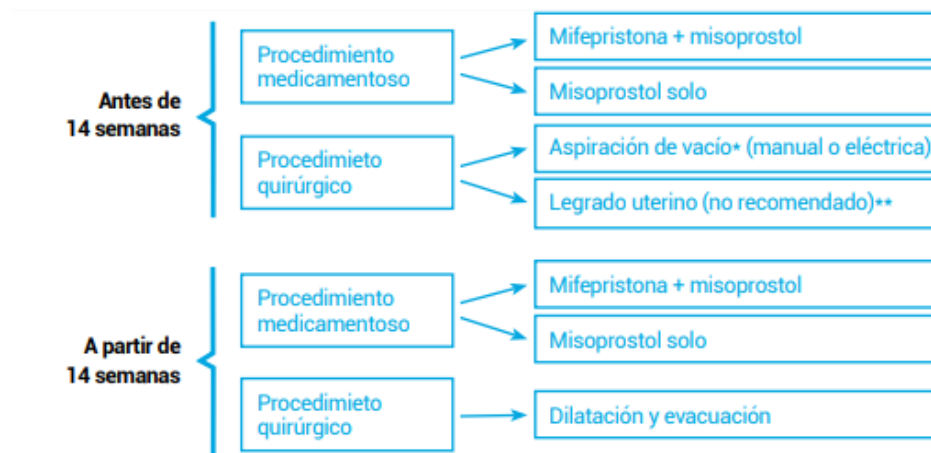 Antes de
14 semanas
Procedimiento
medicamentoso
Mifepristona + misoprostol
Misoprostol solo
Procedimieto
quirúrgico
Aspiración de vacío* (manual o eléctrica)
Legrado uterino (no recomendado)**
A partir de
14 semanas
Procedimiento
medicamentoso
Mifepristona + misoprostol
Misoprostol solo
Procedimieto
quirúrgico
Dilatación y evacuación